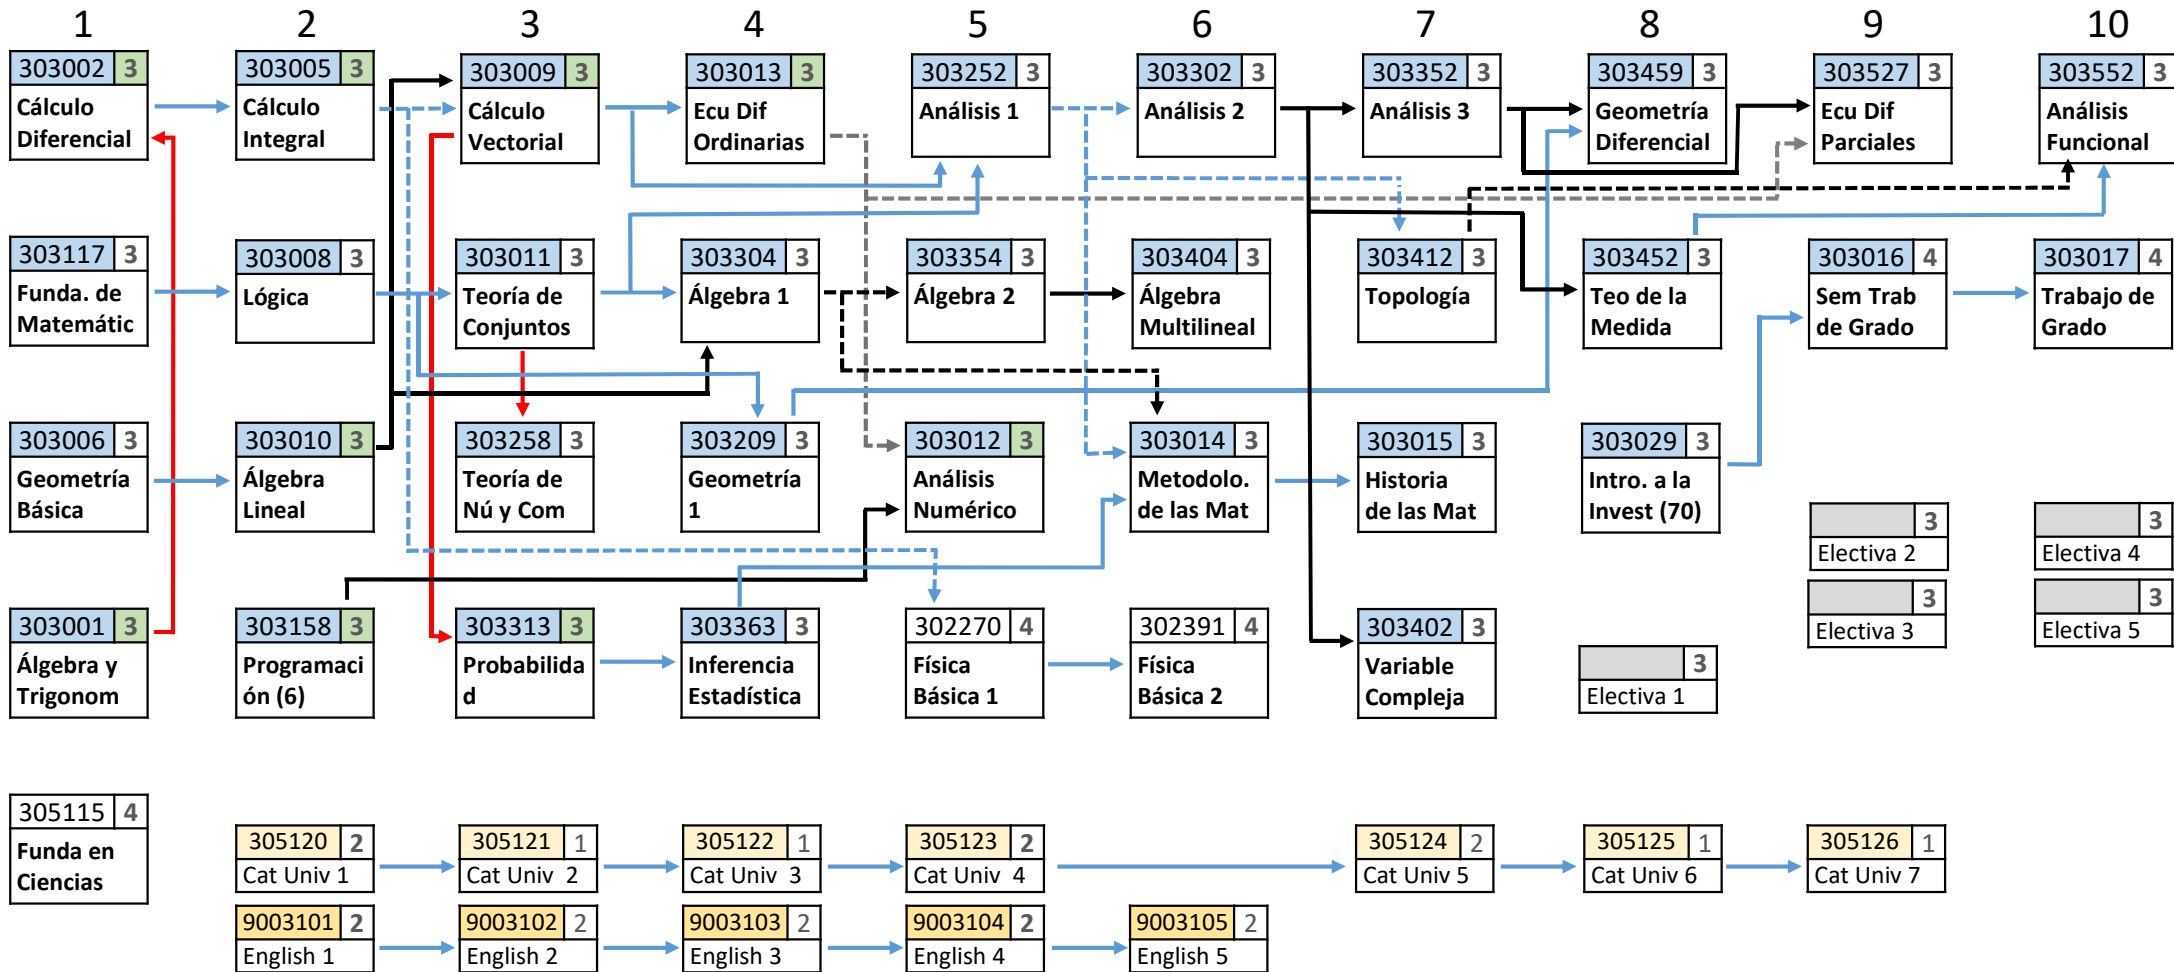 1 2 3 4 5 6 7 8 9 10
303002 3
Cálculo
Diferencial
303005 3
Cálculo
Integral
303009 3
Cálculo
Vectorial
303013 3
Ecu Dif
Ordinarias
303252 3
Análisis 1
303302 3
Análisis 2
303352 3
Análisis 3
303459 3
Geometría
Diferencial
303527 3
Ecu Dif
Parciales
303552 3
Análisis
Funcional
303117 3
Funda. de
Matemátic
303008 3
Lógica
303011 3
Teoría de
Conjuntos
303304 3
Álgebra 1
303354 3
Álgebra 2
303404 3
Álgebra
Multilineal
303412 3
Topología
303452 3
Teo de la
Medida
303016 4
Sem Trab
de Grado
303017 4
Trabajo de
Grado
303006 3
Geometría
Básica
303010 3
Álgebra
Lineal
303258 3
Teoría de
Nú y Com
303209 3
Geometría
1
303012 3
Análisis
Numérico
303014 3
Metodolo.
de las Mat
303015 3
Historia
de las Mat
303029 3
Intro. a la
Invest (70)
3
Electiva 2
3
Electiva 4
3
Electiva 3
3
Electiva 5
303001 3
Álgebra y
Trigonom
303158 3
Programaci
ón (6)
303313 3
Probabilida
d
303363 3
Inferencia
Estadística
302270 4
Física
Básica 1
302391 4
Física
Básica 2
303402 3
Variable
Compleja
3
Electiva 1
305115 4
Funda en
Ciencias
305120 2
Cat Univ 1
305121 1
Cat Univ 2
305122 1
Cat Univ 3
305123 2
Cat Univ 4
305124 2
Cat Univ 5
305125 1
Cat Univ 6
305126 1
Cat Univ 7
9003101 2
English 1
9003102 2
English 2
9003103 2
English 3
9003104 2
English 4
9003105 2
English 5